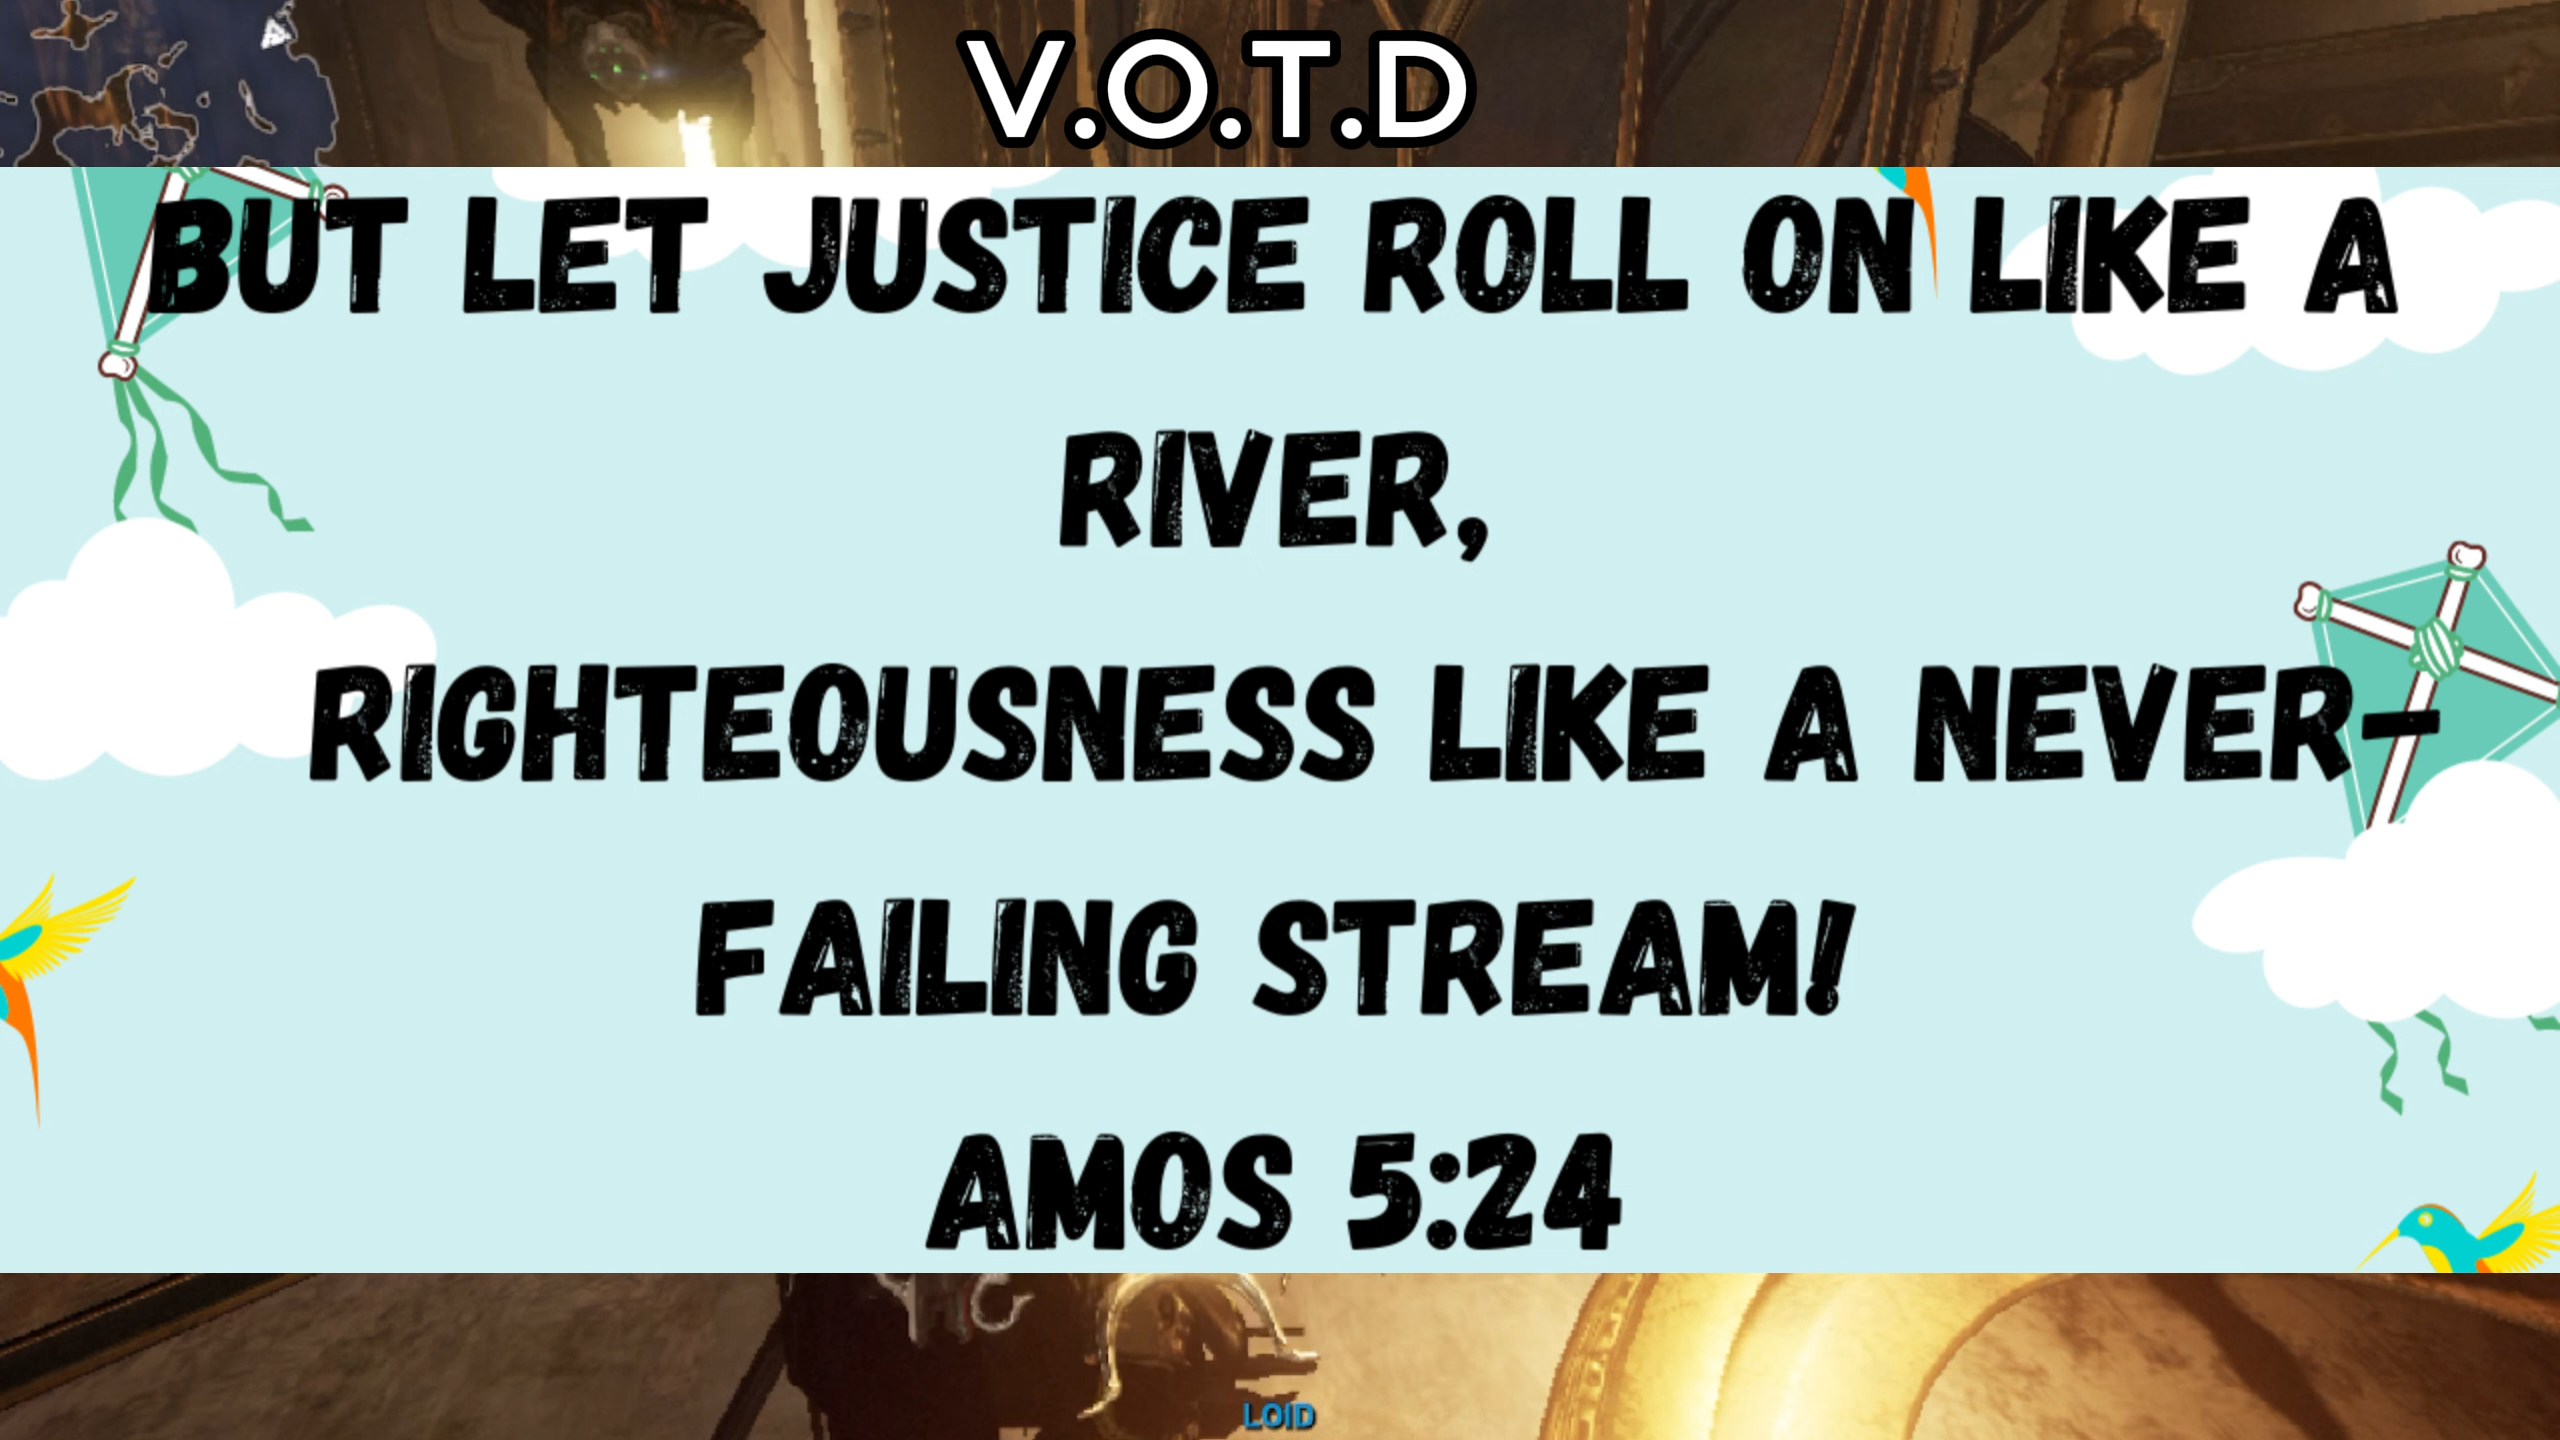 V.O.T.D
BUT LET JUSTICE ROLL ON LIKE A
RIVER,
RIGHTEOUSNESS LIKE A NEVER-
FAILING STREAM!
AMOS 5:24
LOID